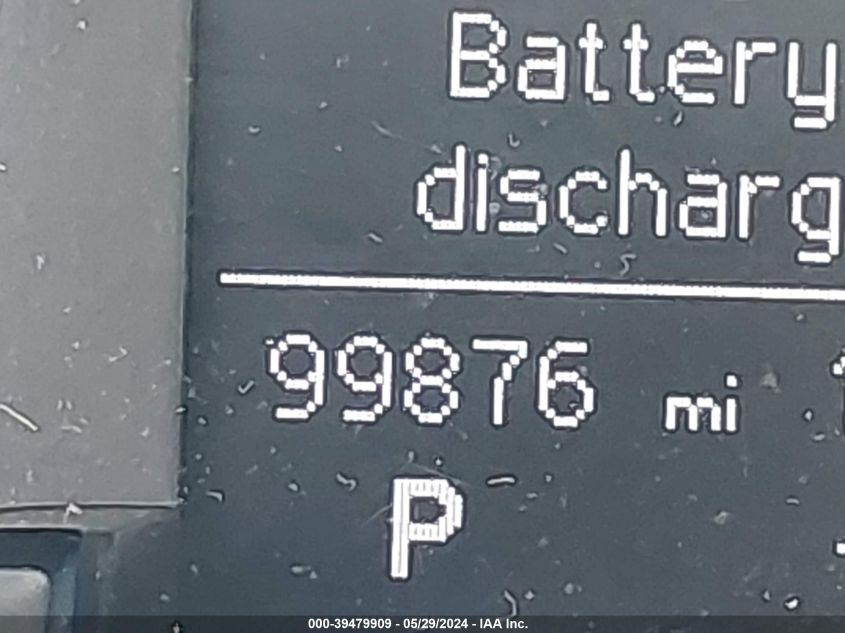 Battery
discharg
99876 mi
P
000-39479909 - 05/29/2024 - IAA Inc.